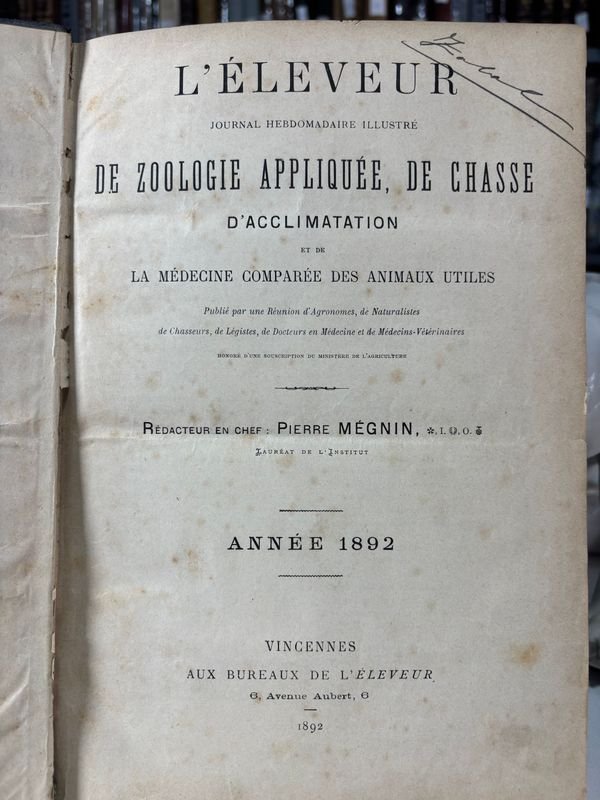 L'ÉLEVEUR
JOURNAL HEBDOMADAIRE ILLUSTRÉ
DE ZOOLOGIE APPLIQUÉE, DE CHASSE
D'ACCLIMATATION
ET DE
LA MÉDECINE COMPARÉE DES ANIMAUX UTILES
Publié par une Réunion d'Agronomes, de Naturalistes
de Chasseurs, de Légistes, de Docteurs en Médecine et de Médecins-Vétérinaires
HONORÉ D'UNE SOUSCRIPTION DU MINISTÈRE DE L'AGRICULTURE
RÉDACTEUR EN CHEF : PIERRE MÉGNIN, ✲. I. O.
LAURÉAT DE L'INSTITUT
ANNÉE 1892
VINCENNES
AUX BUREAUX DE L'ÉLEVEUR
6, Avenue Aubert, 6
1892